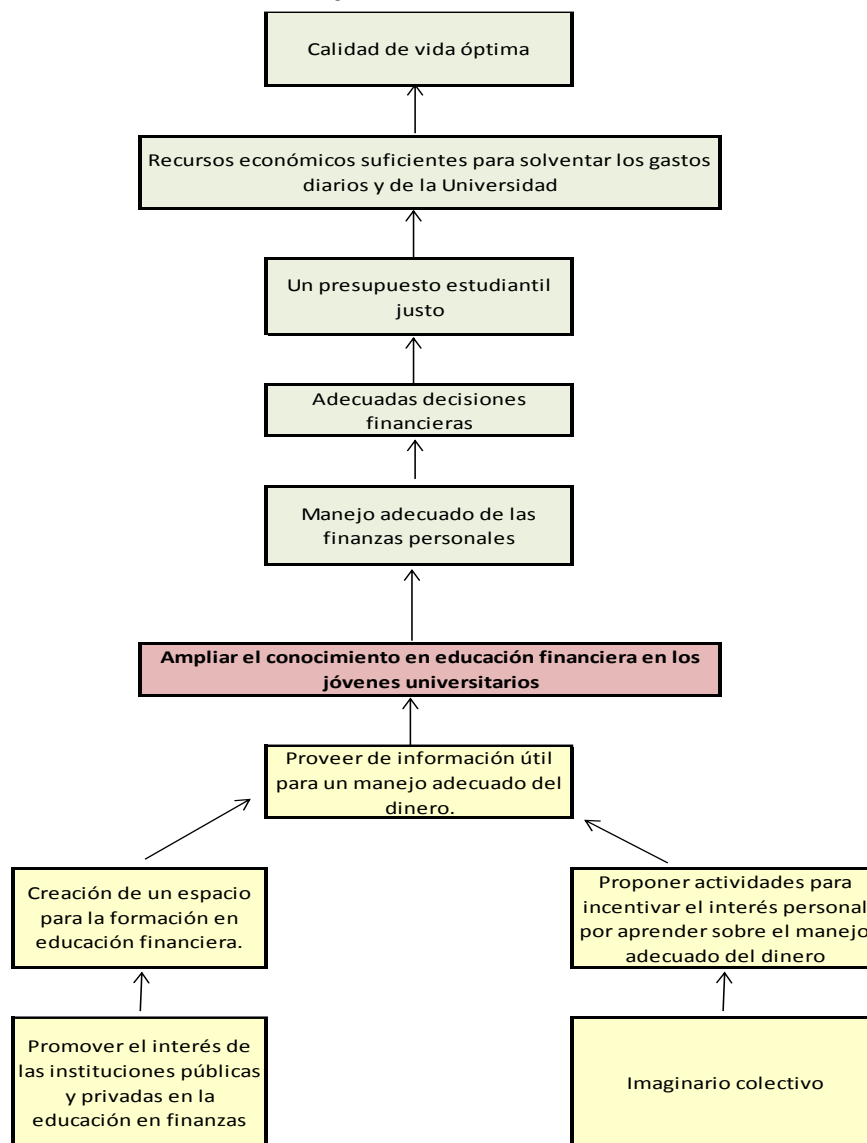 Calidad de vida óptima
Recursos económicos suficientes para solventar los gastos
diarios y de la Universidad
Un presupuesto estudiantil
justo
Adecuadas decisiones
financieras
Manejo adecuado de las
finanzas personales
Ampliar el conocimiento en educación financiera en los
jóvenes universitarios
Proveer de información útil
para un manejo adecuado del
dinero.
Creación de un espacio
para la formación en
educación financiera.
Proponer actividades para
incentivar el interés personal
por aprender sobre el manejo
adecuado del dinero
Promover el interés de
las instituciones públicas
y privadas en la
educación en finanzas
Imaginario colectivo